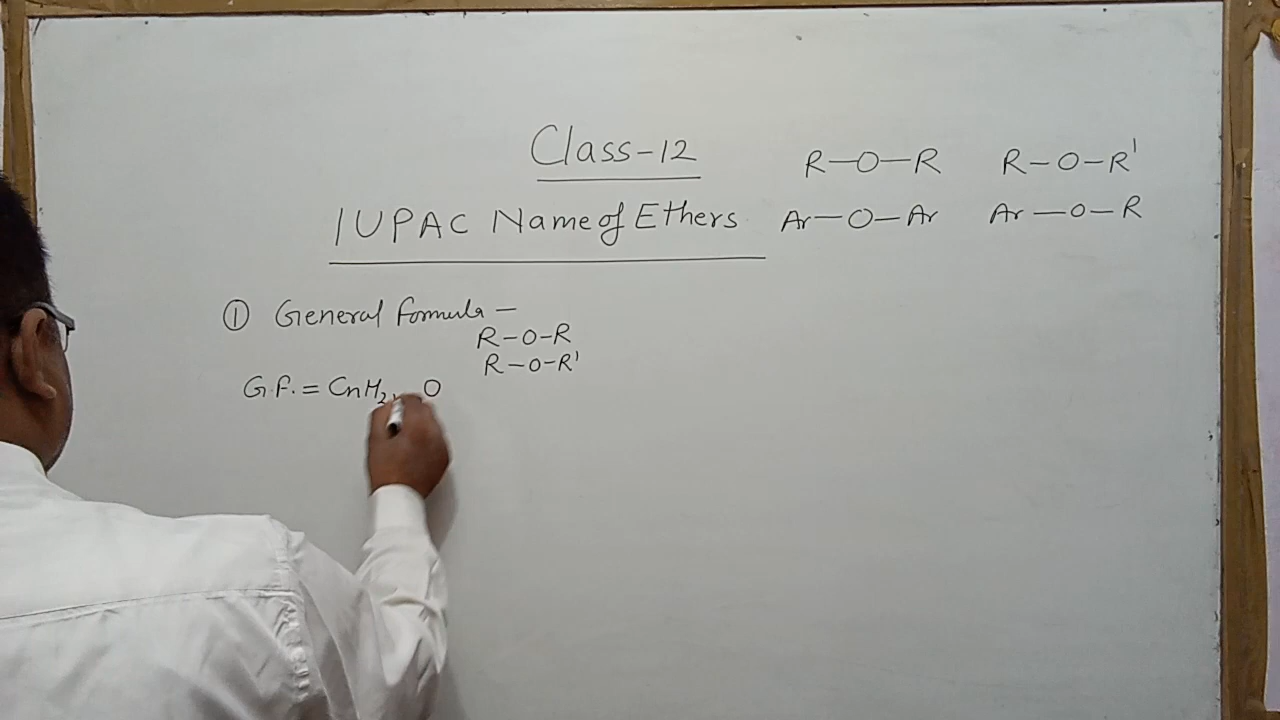 Class-12
R-O-R R-O-R'
IUPAC Name of Ethers
Ar-O-Ar Ar-O-R
① General formula -
R-O-R
R-O-R'
G.F. = CnH2 O